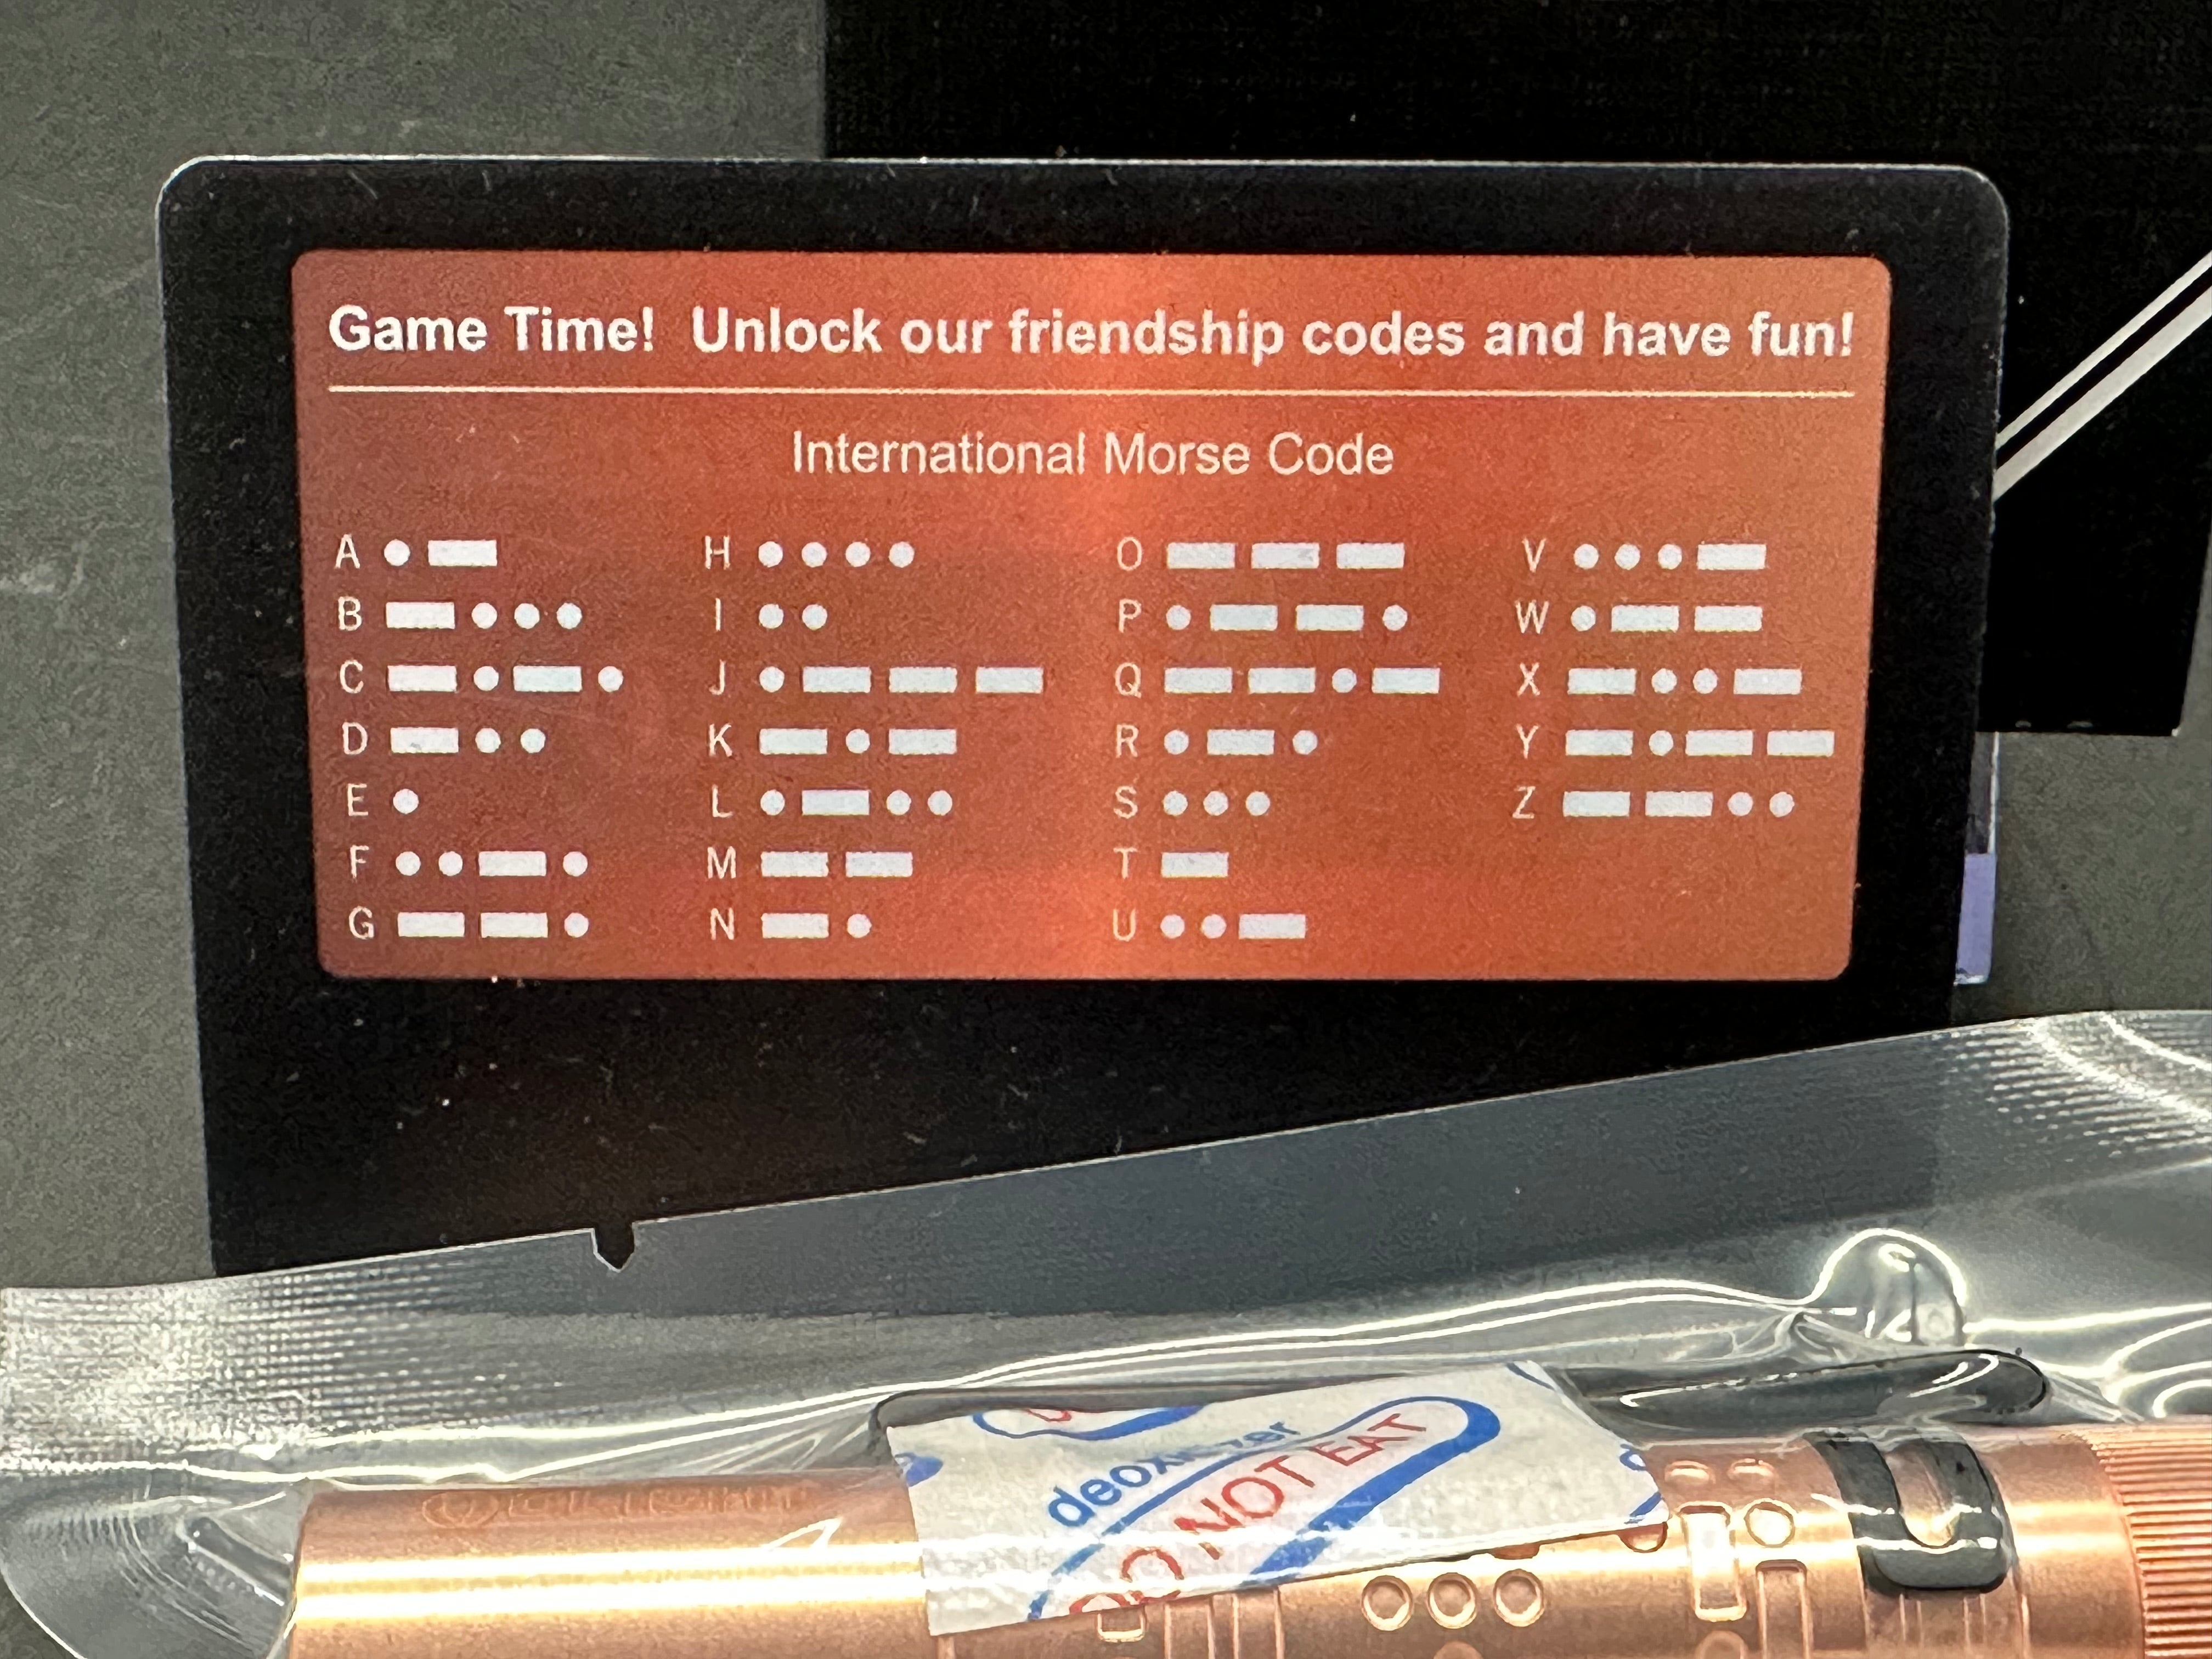 Game Time! Unlock our friendship codes and have fun!
International Morse Code
A
B
C
D
E
F
G
H
I
J
K
L
M
N
O
P
Q
R
S
T
U
V
W
X
Y
Z
deoxidizer
DO NOT EAT